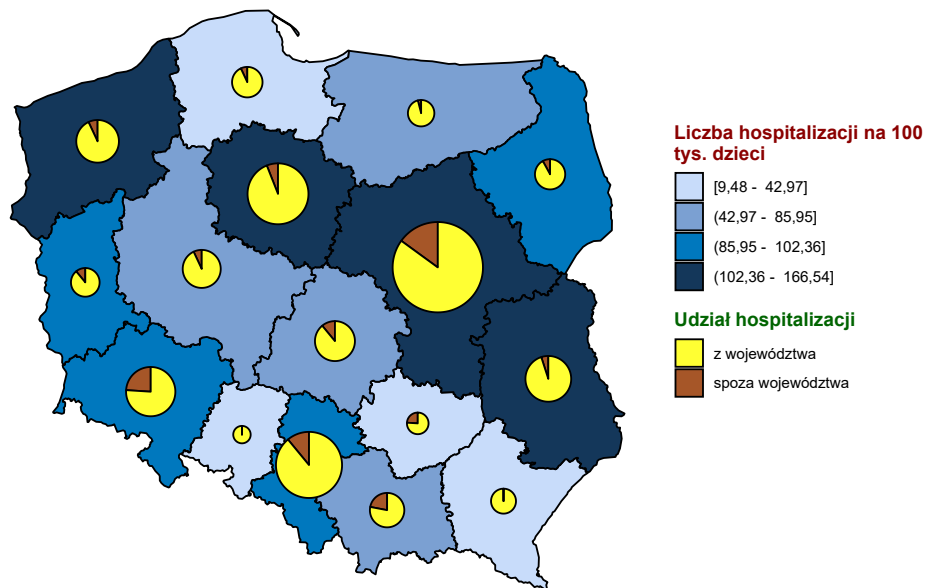 Liczba hospitalizacji na 100
tys. dzieci
[9,48 - 42,97]
(42,97 - 85,95]
(85,95 - 102,36]
(102,36 - 166,54]
Udział hospitalizacji
z województwa
spoza województwa